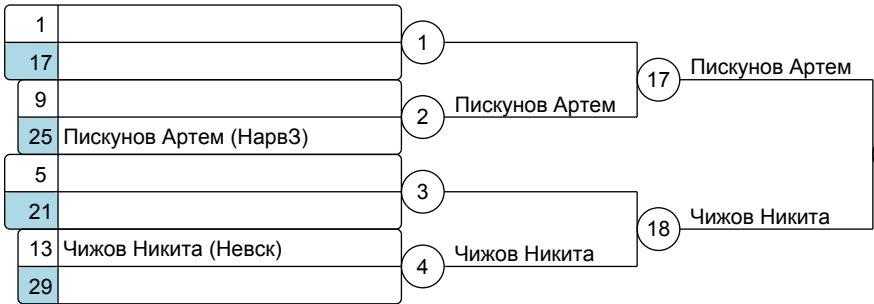 1
17
1
9
25 Пискунов Артем (Нарв3)
2
Пискунов Артем
17
Пискунов Артем
5
21
3
13 Чижов Никита (Невск)
29
4
Чижов Никита
18
Чижов Никита